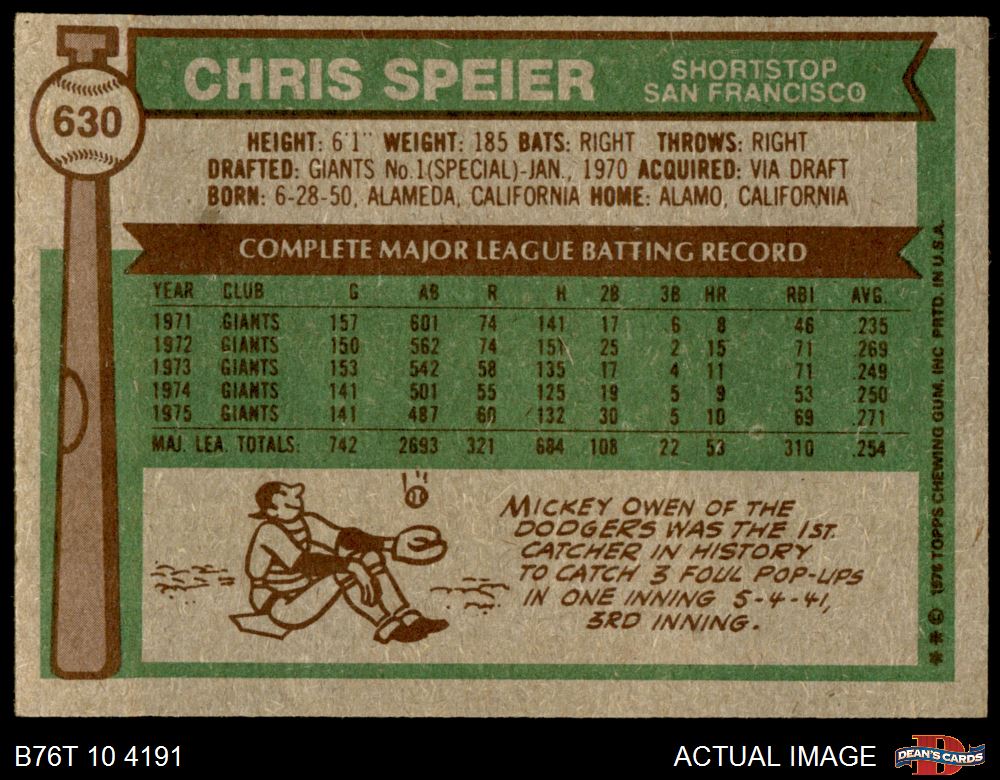 630
CHRIS SPEIER
SHORTSTOP
SAN FRANCISCO
HEIGHT: 6'1" WEIGHT: 185 BATS: RIGHT THROWS: RIGHT
DRAFTED: GIANTS No.1(SPECIAL)-JAN., 1970 ACQUIRED: VIA DRAFT
BORN: 6-28-50, ALAMEDA, CALIFORNIA HOME: ALAMO, CALIFORNIA
COMPLETE MAJOR LEAGUE BATTING RECORD
YEAR CLUB G AB R H 2B 3B HR RBI AVG.
1971 GIANTS 157 601 74 141 17 6 8 46 .235
1972 GIANTS 150 562 74 151 25 2 15 71 .269
1973 GIANTS 153 542 58 135 17 4 11 71 .249
1974 GIANTS 141 501 55 125 19 5 9 53 .250
1975 GIANTS 141 487 60 132 30 5 10 69 .271
MAJ. LEA. TOTALS: 742 2693 321 684 108 22 53 310 .254
MICKEY OWEN OF THE
DODGERS WAS THE 1ST
CATCHER IN HISTORY
TO CATCH 3 FOUL POP-UPS
IN ONE INNING 5-4-41,
3RD INNING.
** © 1976 TOPPS CHEWING GUM, INC PRTD. IN U.S.A.
B76T 10 4191
ACTUAL IMAGE
D
DEAN'S CARDS